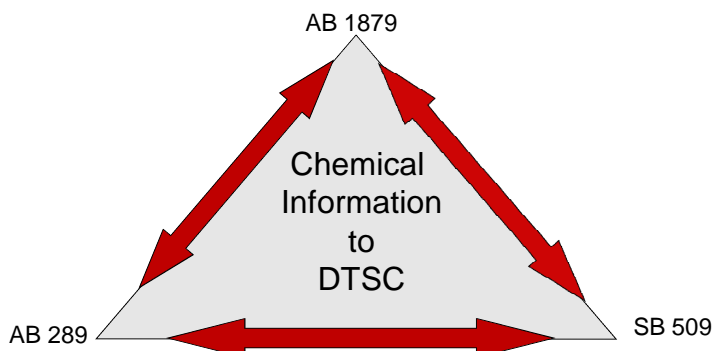 AB 1879
Chemical
Information
to
DTSC
AB 289
SB 509